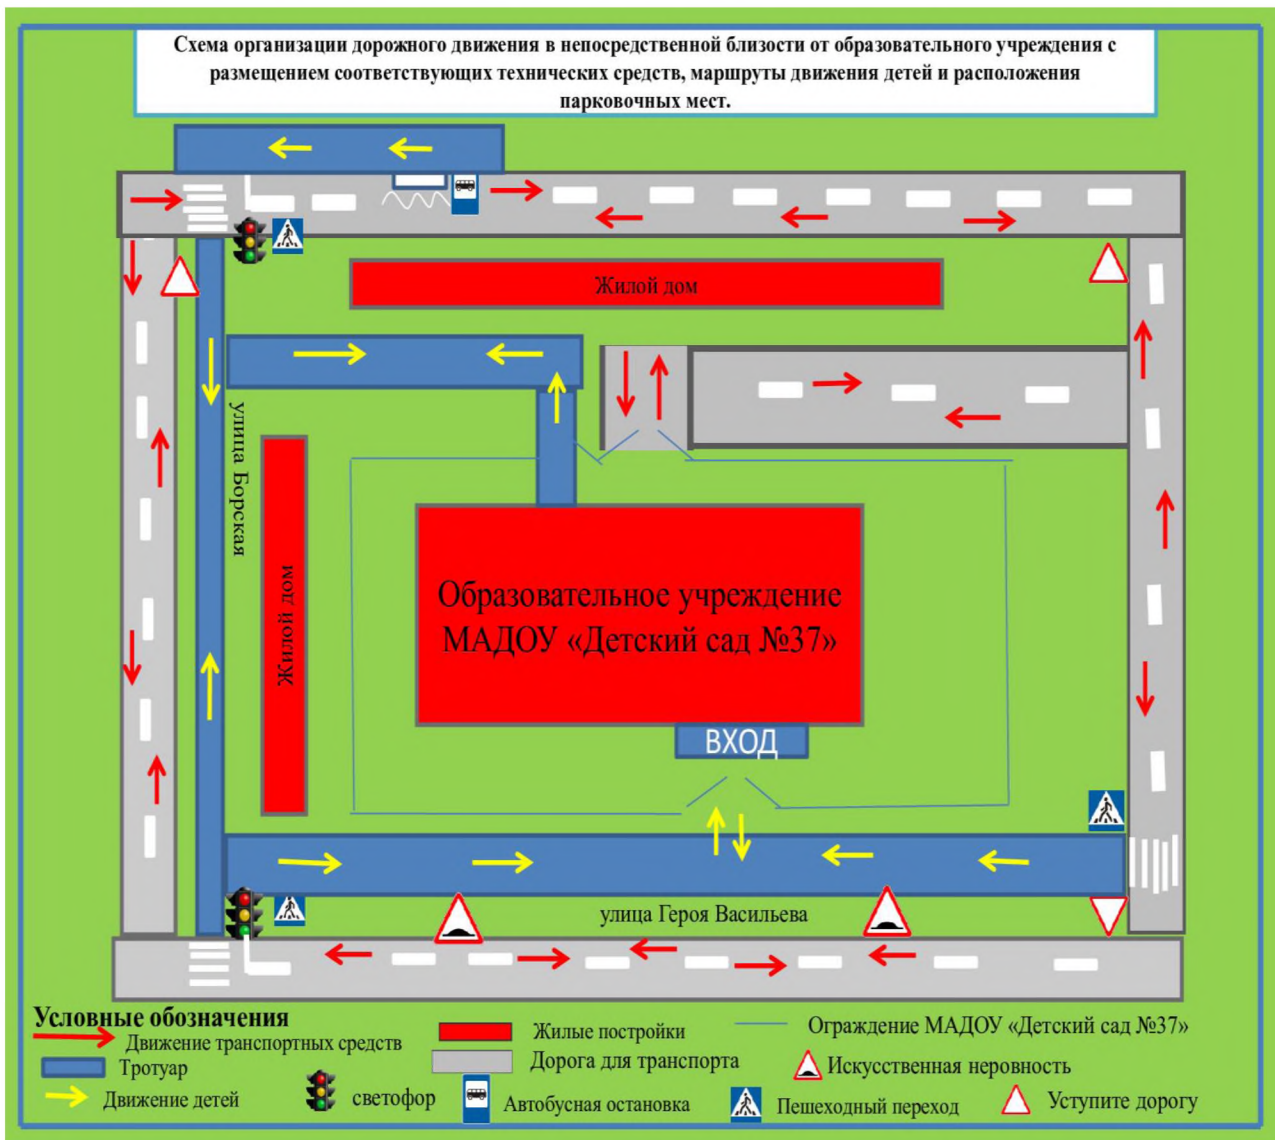 Схема организации дорожного движения в непосредственной близости от образовательного учреждения с
размещением соответствующих технических средств, маршруты движения детей и расположения
парковочных мест.
Жилой дом
улица Борская
Жилой дом
Образовательное учреждение
МАДОУ «Детский сад №37»
ВХОД
улица Героя Васильева
Условные обозначения
Движение транспортных средств
Жилые постройки
Ограждение МАДОУ «Детский сад №37»
Тротуар
Дорога для транспорта
Искусственная неровность
Движение детей
светофор
Автобусная остановка
Пешеходный переход
Уступите дорогу